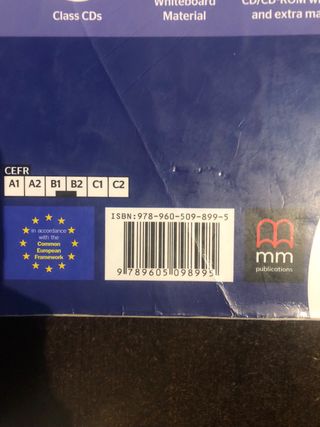 Class CDs
Whiteboard
Material
CD/CD-ROM
and extra
CEFR
A1 A2 B1 B2 C1 C2
in accordance
with the
Common
European
Framework
ISBN: 978-960-509-899-5
9 789605 098995
mm
publications